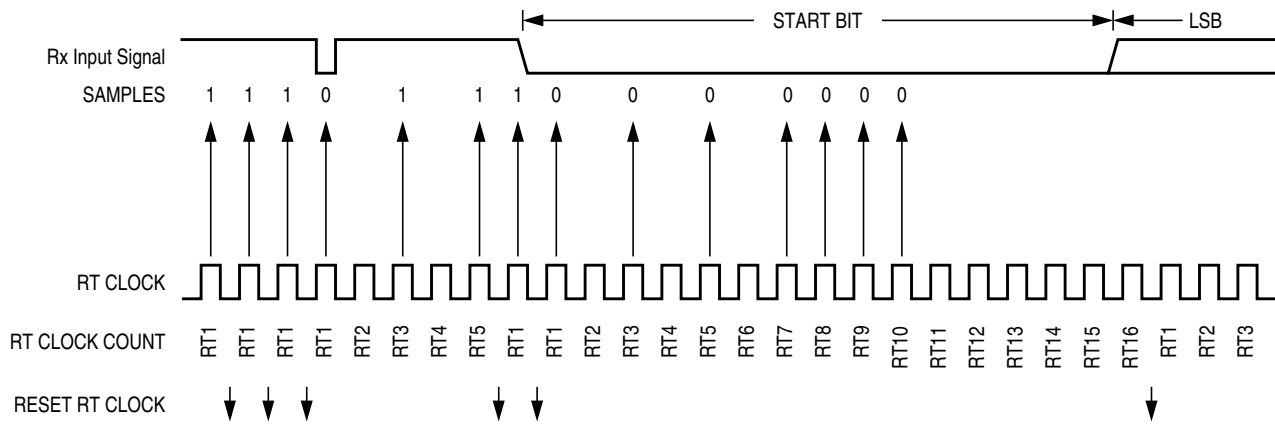 START BIT LSB
Rx Input Signal
SAMPLES 1 1 1 0 1 1 1 0 0 0 0 0 0 0
RT CLOCK
RT CLOCK COUNT RT1 RT1 RT1 RT1 RT2 RT3 RT4 RT5 RT1 RT1 RT2 RT3 RT4 RT5 RT6 RT7 RT8 RT9 RT10 RT11 RT12 RT13 RT14 RT15 RT16 RT1 RT2 RT3
RESET RT CLOCK